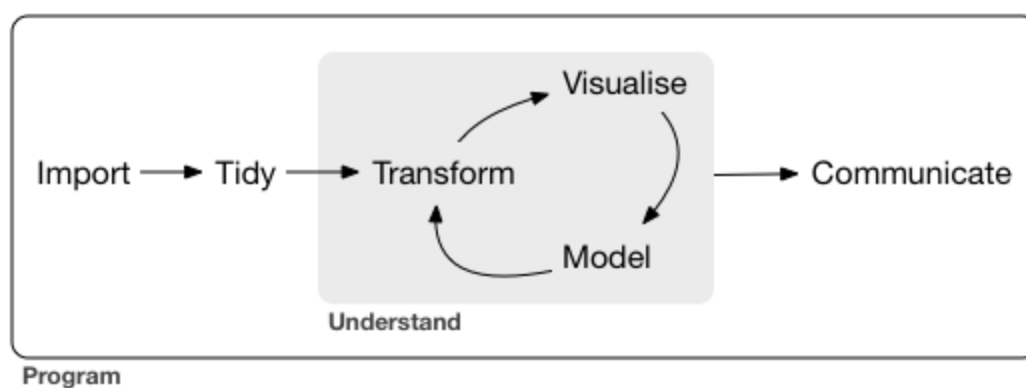 Visualise
Import Tidy Transform Communicate
Model
Understand
Program